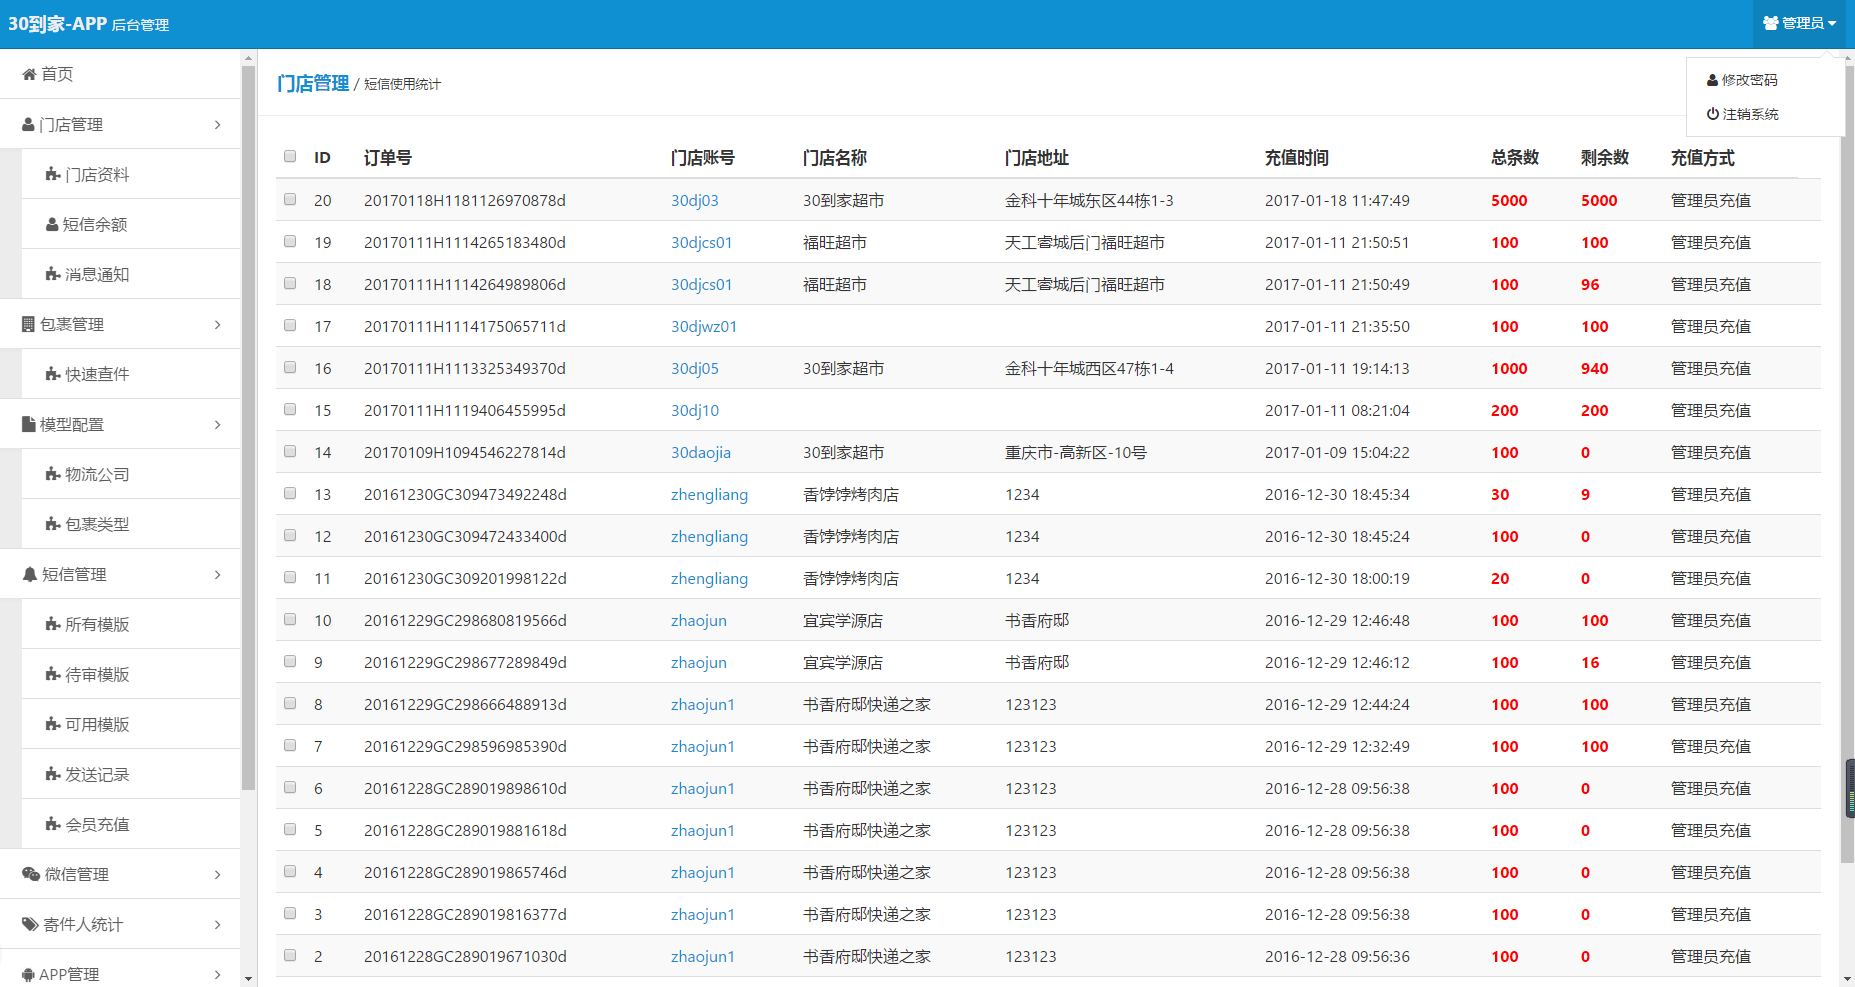 30到家-APP 后台管理
管理员
修改密码
注销系统
首页
门店管理
门店资料
短信余额
消息通知
包裹管理
快速查件
模型配置
物流公司
包裹类型
短信管理
所有模版
待审模版
可用模版
发送记录
会员充值
微信管理
寄件人统计
APP管理
门店管理 / 短信使用统计
ID 订单号 门店账号 门店名称 门店地址 充值时间 总条数 剩余数 充值方式
20 20170118H1181126970878d 30dj03 30到家超市 金科十年城东区44栋1-3 2017-01-18 11:47:49 5000 5000 管理员充值
19 20170111H1114265183480d 30djcs01 福旺超市 天工睿城后门福旺超市 2017-01-11 21:50:51 100 100 管理员充值
18 20170111H1114264989806d 30djcs01 福旺超市 天工睿城后门福旺超市 2017-01-11 21:50:49 100 96 管理员充值
17 20170111H1114175065711d 30djwz01 2017-01-11 21:35:50 100 100 管理员充值
16 20170111H1113325349370d 30dj05 30到家超市 金科十年城西区47栋1-4 2017-01-11 19:14:13 1000 940 管理员充值
15 20170111H1119406455995d 30dj10 2017-01-11 08:21:04 200 200 管理员充值
14 20170109H1094546227814d 30daojia 30到家超市 重庆市-高新区-10号 2017-01-09 15:04:22 100 0 管理员充值
13 20161230GC309473492248d zhengliang 香饽饽烤肉店 1234 2016-12-30 18:45:34 30 9 管理员充值
12 20161230GC309472433400d zhengliang 香饽饽烤肉店 1234 2016-12-30 18:45:24 100 0 管理员充值
11 20161230GC309201998122d zhengliang 香饽饽烤肉店 1234 2016-12-30 18:00:19 20 0 管理员充值
10 20161229GC298680819566d zhaojun 宜宾学源店 书香府邸 2016-12-29 12:46:48 100 100 管理员充值
9 20161229GC298677289849d zhaojun 宜宾学源店 书香府邸 2016-12-29 12:46:12 100 16 管理员充值
8 20161229GC298666488913d zhaojun1 书香府邸快递之家 123123 2016-12-29 12:44:24 100 100 管理员充值
7 20161229GC298596985390d zhaojun1 书香府邸快递之家 123123 2016-12-29 12:32:49 100 100 管理员充值
6 20161228GC289019898610d zhaojun1 书香府邸快递之家 123123 2016-12-28 09:56:38 100 0 管理员充值
5 20161228GC289019881618d zhaojun1 书香府邸快递之家 123123 2016-12-28 09:56:38 100 0 管理员充值
4 20161228GC289019865746d zhaojun1 书香府邸快递之家 123123 2016-12-28 09:56:38 100 0 管理员充值
3 20161228GC289019816377d zhaojun1 书香府邸快递之家 123123 2016-12-28 09:56:38 100 0 管理员充值
2 20161228GC289019671030d zhaojun1 书香府邸快递之家 123123 2016-12-28 09:56:36 100 0 管理员充值